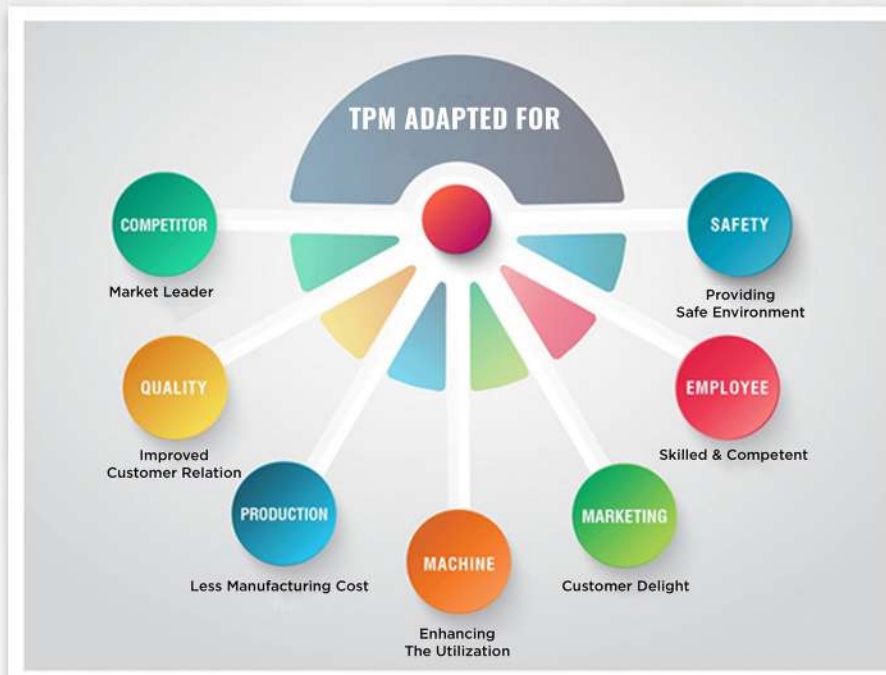 TPM ADAPTED FOR
COMPETITOR
Market Leader
QUALITY
Improved
Customer Relation
PRODUCTION
Less Manufacturing Cost
MACHINE
Enhancing
The Utilization
MARKETING
Customer Delight
EMPLOYEE
Skilled & Competent
SAFETY
Providing
Safe Environment